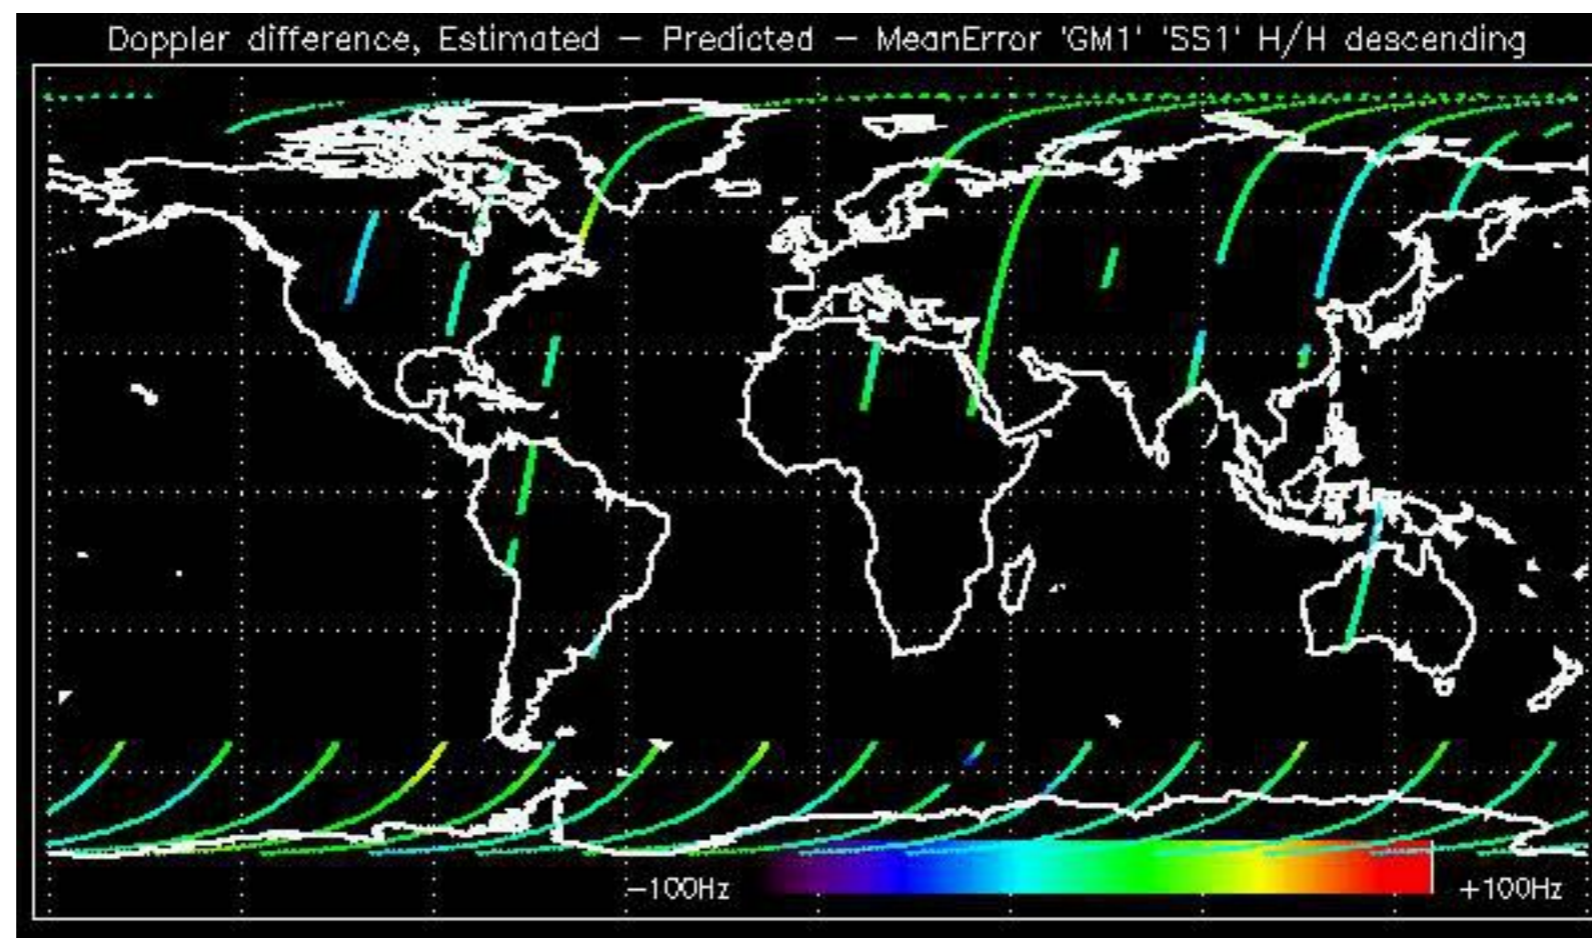 Doppler difference, Estimated — Predicted — MeanError 'GM1' 'SS1' H/H descending
−100Hz
+100Hz